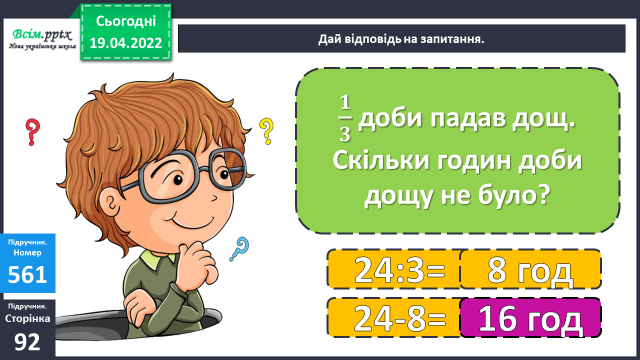 Всім.pptx
Нова українська школа
Сьогодні
19.04.2022
Дай відповідь на запитання.
1/3 доби падав дощ.
Скільки годин доби
дощу не було?
Підручник.
Номер
561
24:3= 8 год
Підручник.
Сторінка
92
24-8= 16 год